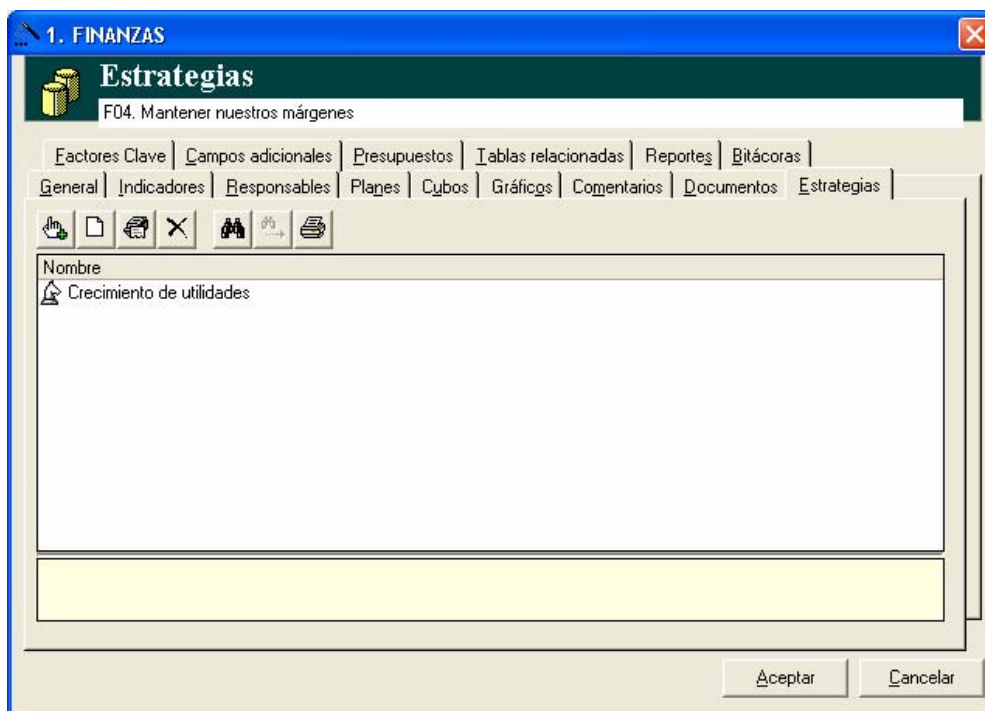 1. FINANZAS
Estrategias
F04. Mantener nuestros márgenes
Factores Clave Campos adicionales Presupuestos Tablas relacionadas Reportes Bitácoras
General Indicadores Responsables Planes Cubos Gráficos Comentarios Documentos Estrategias
Nombre
Crecimiento de utilidades
Aceptar Cancelar